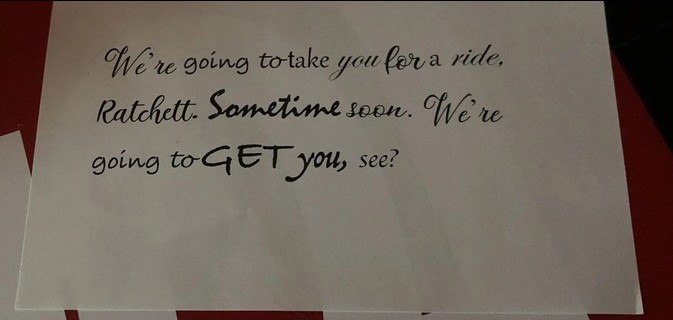 We're going to take you for a ride,
Ratchett. Sometime soon. We're
going to GET you, see?